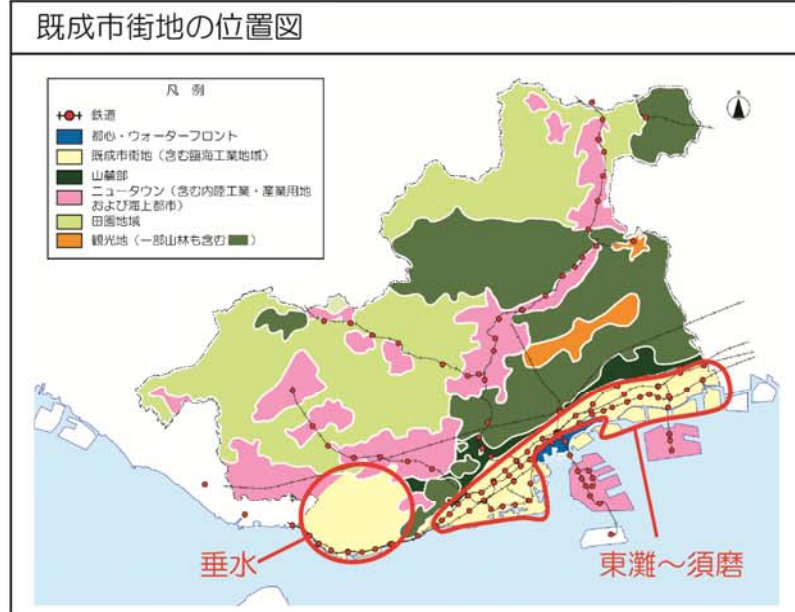 既成市街地の位置図
凡 例
鉄道
都心・ウォーターフロント
既成市街地（含む臨海工業地域）
山麓部
ニュータウン（含む内陸工業・産業用地
および海上都市）
田園地域
観光地（一部山林も含む ）
垂水
東灘～須磨